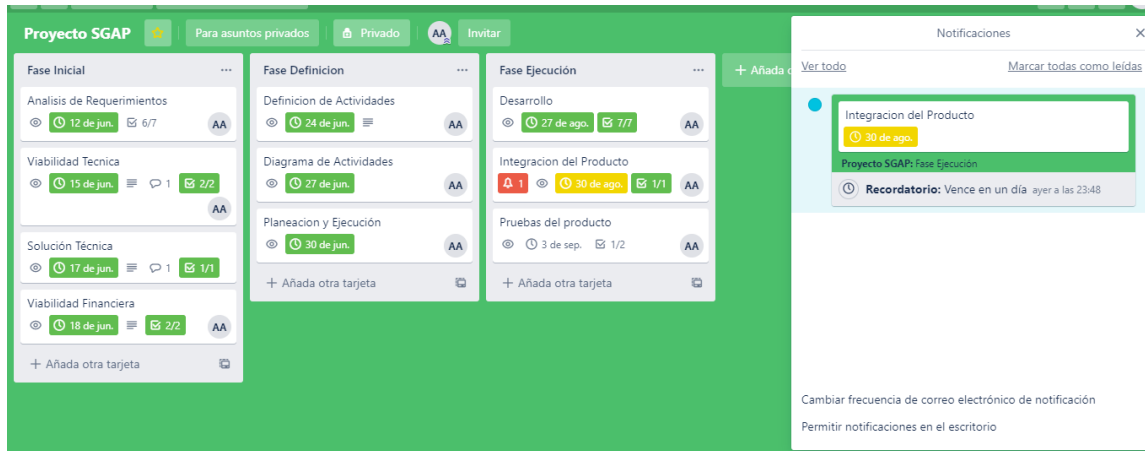 Proyecto SGAP
Para asuntos privados
Privado
AA
Invitar
Fase Inicial
Analisis de Requerimientos
12 de jun.
6/7
AA
Viabilidad Tecnica
15 de jun.
1
2/2
AA
Solución Técnica
17 de jun.
1
1/1
Viabilidad Financiera
18 de jun.
2/2
AA
+ Añada otra tarjeta
Fase Definicion
Definicion de Actividades
24 de jun.
AA
Diagrama de Actividades
27 de jun.
AA
Planeacion y Ejecución
30 de jun.
AA
+ Añada otra tarjeta
Fase Ejecución
Desarrollo
27 de ago.
7/7
AA
Integracion del Producto
1
30 de ago.
1/1
AA
Pruebas del producto
3 de sep.
1/2
AA
+ Añada otra tarjeta
+ Añada
Notificaciones
Ver todo
Marcar todas como leídas
Integracion del Producto
30 de ago.
Proyecto SGAP: Fase Ejecución
Recordatorio: Vence en un día ayer a las 23:48
Cambiar frecuencia de correo electrónico de notificación
Permitir notificaciones en el escritorio